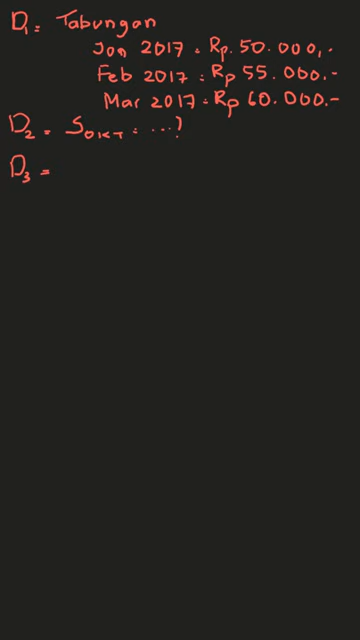 D1 = Tabungan
Jan 2017 = Rp. 50.000,-
Feb 2017 = Rp 55.000.-
Mar 2017 = Rp 60.000.-
D2 = SOKT = ...?
D3 =